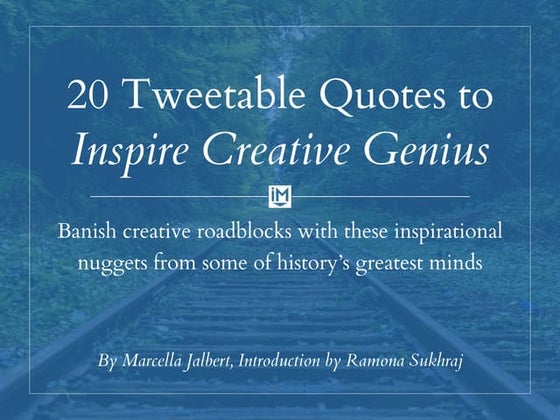 20 Tweetable Quotes to
Inspire Creative Genius
IM
Banish creative roadblocks with these inspirational
nuggets from some of history's greatest minds
By Marcella Jalbert, Introduction by Ramona Sukhraj